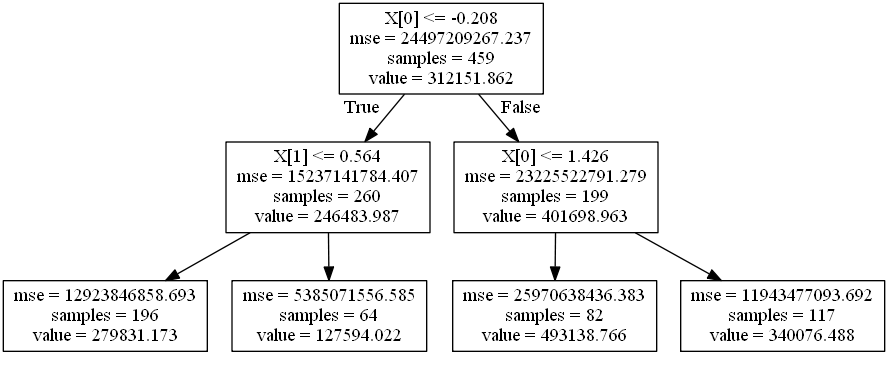 X[0] <= -0.208
mse = 24497209267.237
samples = 459
value = 312151.862
True
False
X[1] <= 0.564
mse = 15237141784.407
samples = 260
value = 246483.987
X[0] <= 1.426
mse = 23225522791.279
samples = 199
value = 401698.963
mse = 12923846858.693
samples = 196
value = 279831.173
mse = 5385071556.585
samples = 64
value = 127594.022
mse = 25970638436.383
samples = 82
value = 493138.766
mse = 11943477093.692
samples = 117
value = 340076.488